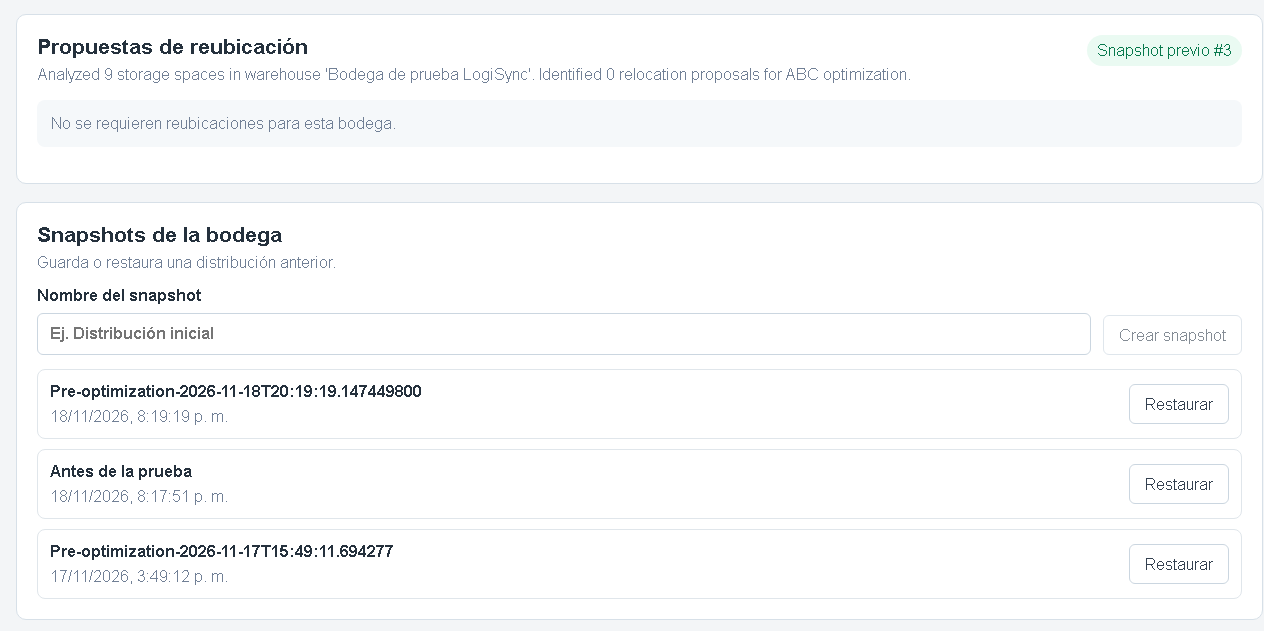 Propuestas de reubicación
Snapshot previo #3
Analyzed 9 storage spaces in warehouse 'Bodega de prueba LogiSync'. Identified 0 relocation proposals for ABC optimization.
No se requieren reubicaciones para esta bodega.
Snapshots de la bodega
Guarda o restaura una distribución anterior.
Nombre del snapshot
Ej. Distribución inicial
Crear snapshot
Pre-optimization-2026-11-18T20:19:19.147449800
18/11/2026, 8:19:19 p. m.
Restaurar
Antes de la prueba
18/11/2026, 8:17:51 p. m.
Restaurar
Pre-optimization-2026-11-17T15:49:11.694277
17/11/2026, 3:49:12 p. m.
Restaurar